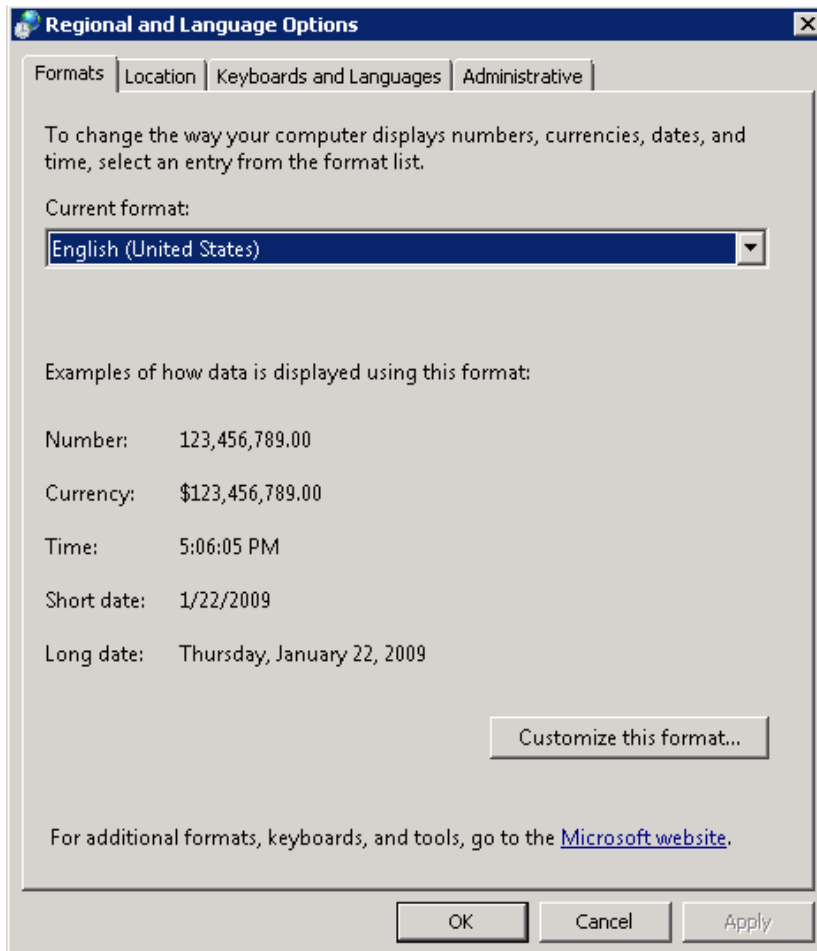 Regional and Language Options
Formats Location Keyboards and Languages Administrative
To change the way your computer displays numbers, currencies, dates, and
time, select an entry from the format list.
Current format:
English (United States)
Examples of how data is displayed using this format:
Number: 123,456,789.00
Currency: $123,456,789.00
Time: 5:06:05 PM
Short date: 1/22/2009
Long date: Thursday, January 22, 2009
Customize this format...
For additional formats, keyboards, and tools, go to the Microsoft website.
OK Cancel Apply